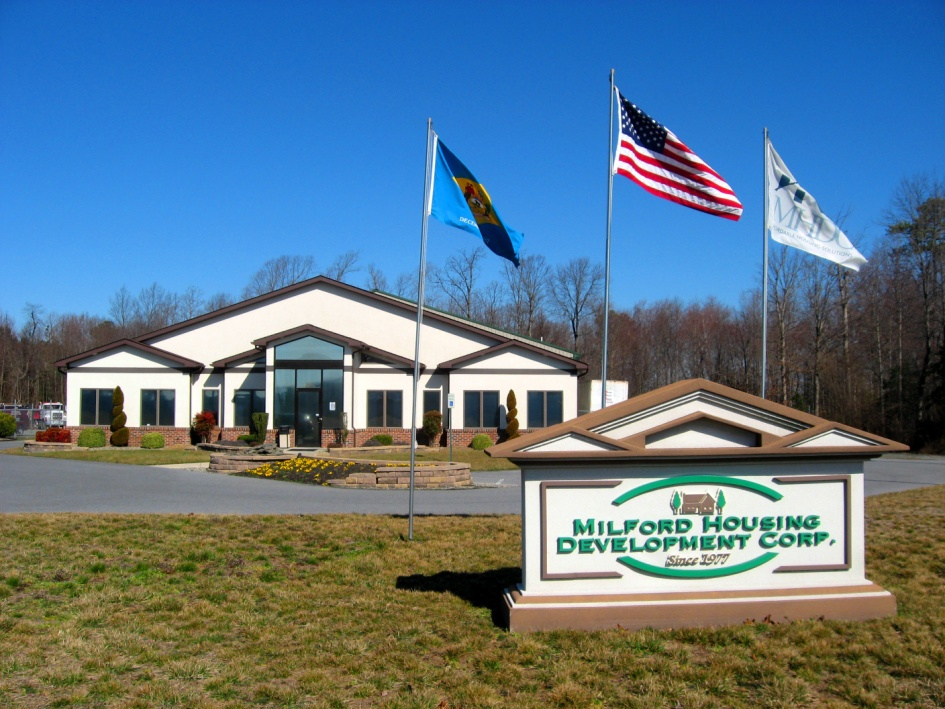 MILFORD HOUSING
DEVELOPMENT CORP.
Since 1977